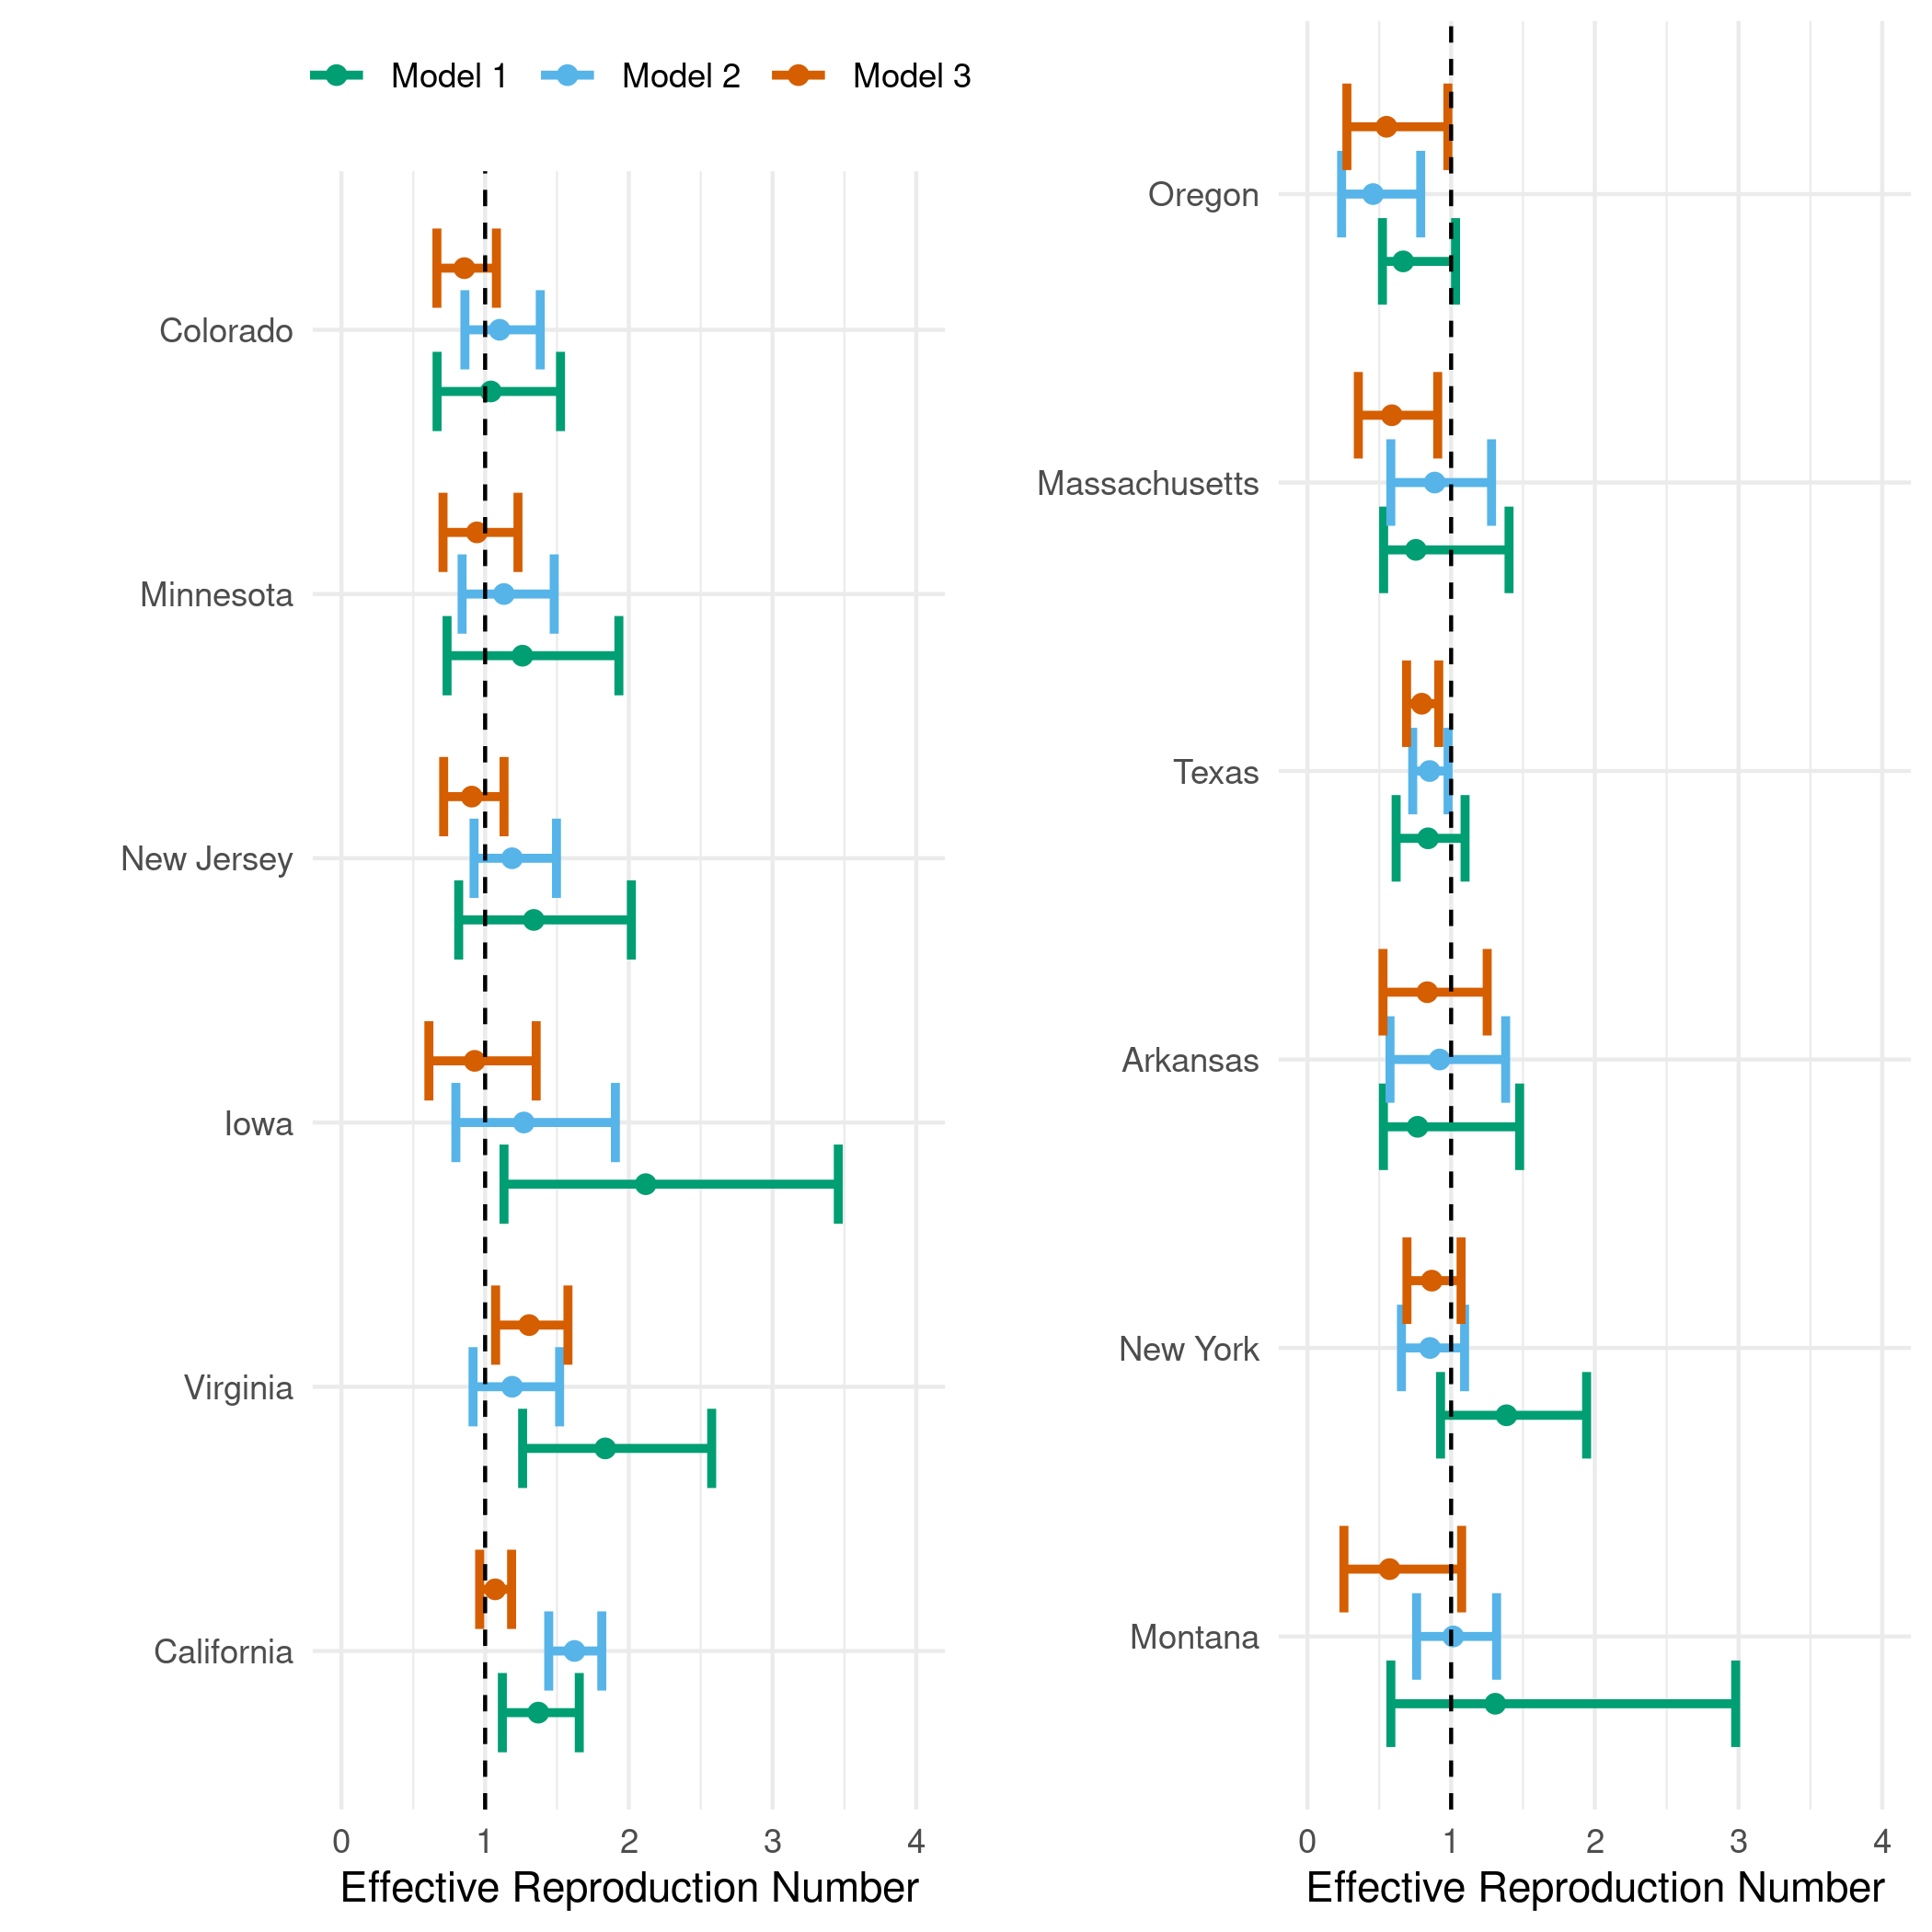 Model 1 Model 2 Model 3
Colorado
Minnesota
New Jersey
Iowa
Virginia
California
0 1 2 3 4
Effective Reproduction Number
Oregon
Massachusetts
Texas
Arkansas
New York
Montana
0 1 2 3 4
Effective Reproduction Number